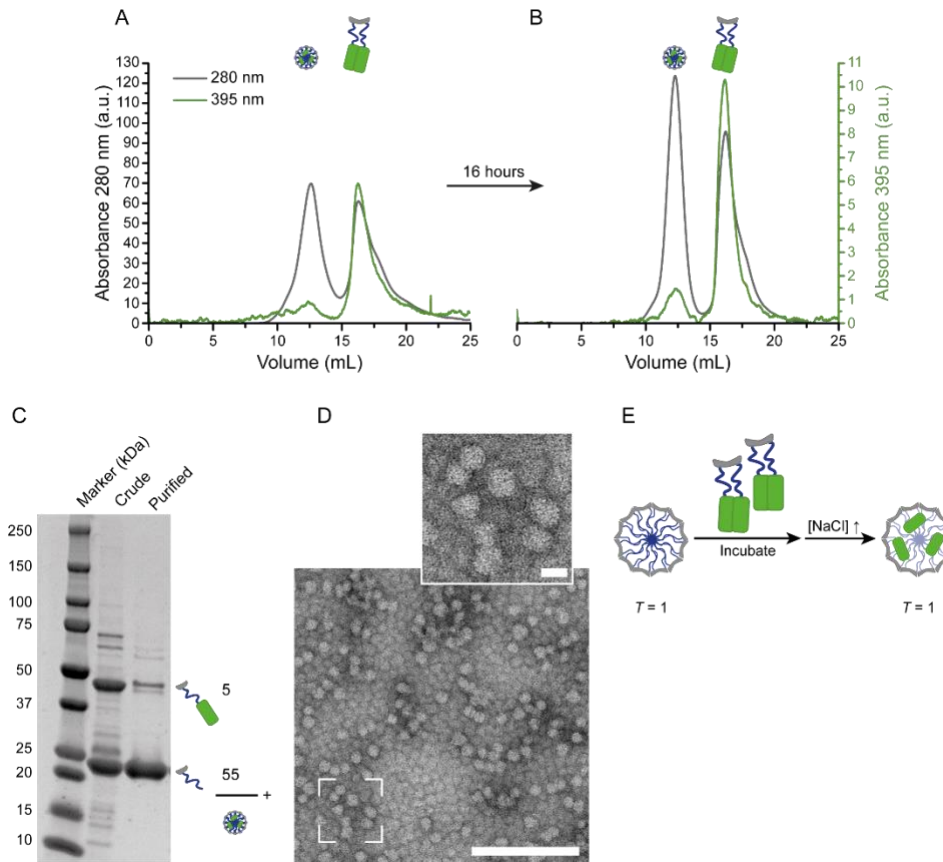 A
B
280 nm
395 nm
16 hours
Absorbance 280 nm (a.u.)
130
120
110
100
90
80
70
60
50
40
30
20
10
0
0 5 10 15 20 25
Volume (mL)
0 5 10 15 20 25
Volume (mL)
11
10
9
8
7
6
5
4
3
2
1
0
Absorbance 395 nm (a.u.)
C
Marker (kDa)
Crude
Purified
250
150
100
75
50
37
25
20
15
10
5
55
+
D
E
Incubate
[NaCl] ↑
T = 1
T = 1